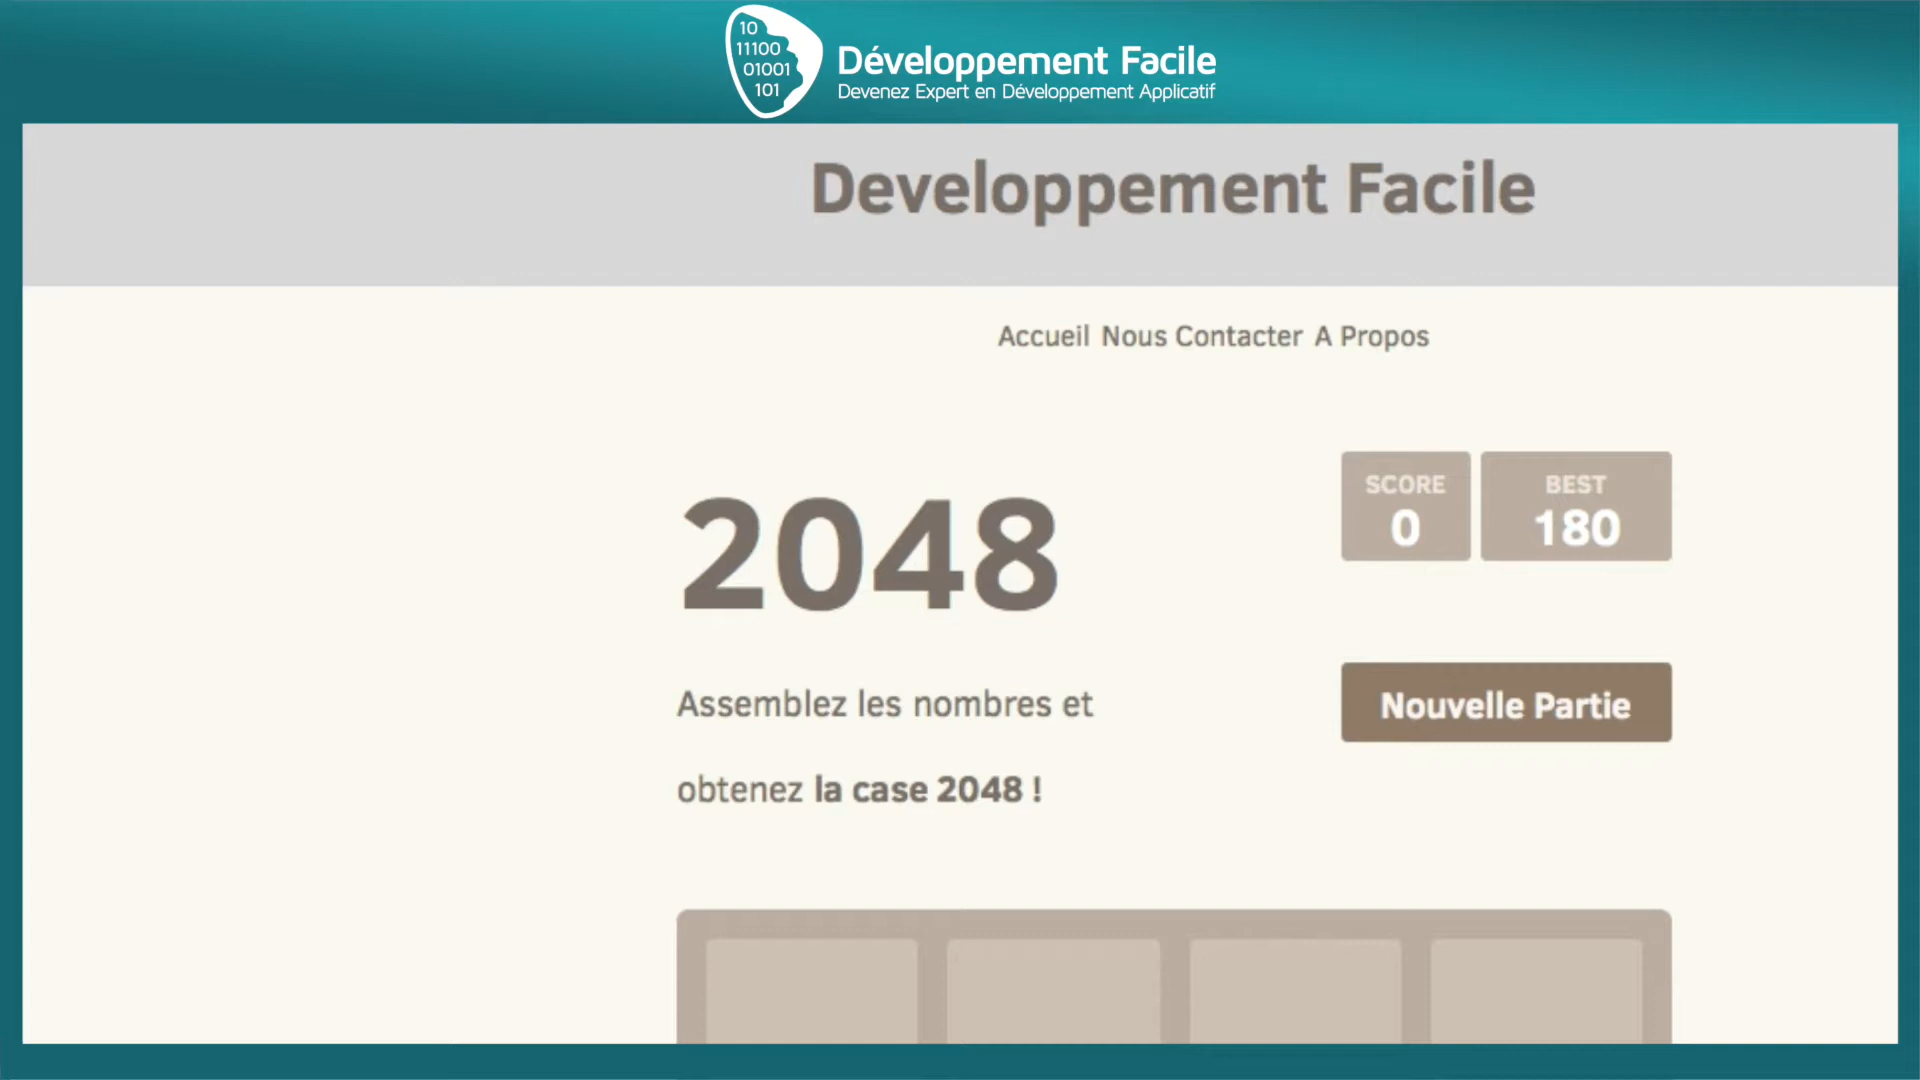 10
11100
01001
101
Développement Facile
Devenez Expert en Développement Applicatif
Developpement Facile
Accueil Nous Contacter A Propos
2048
SCORE
0
BEST
180
Assemblez les nombres et
obtenez la case 2048 !
Nouvelle Partie